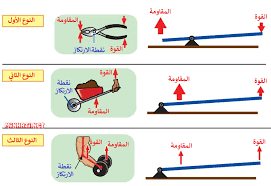 النوع الأول
المقاومة
القوة
نقطة الارتكاز
المقاومة
القوة
النوع الثاني
القوة
نقطة
الارتكاز
المقاومة
المقاومة
القوة
النوع الثالث
القوة
المقاومة
نقطة
الارتكاز
المقاومة
القوة